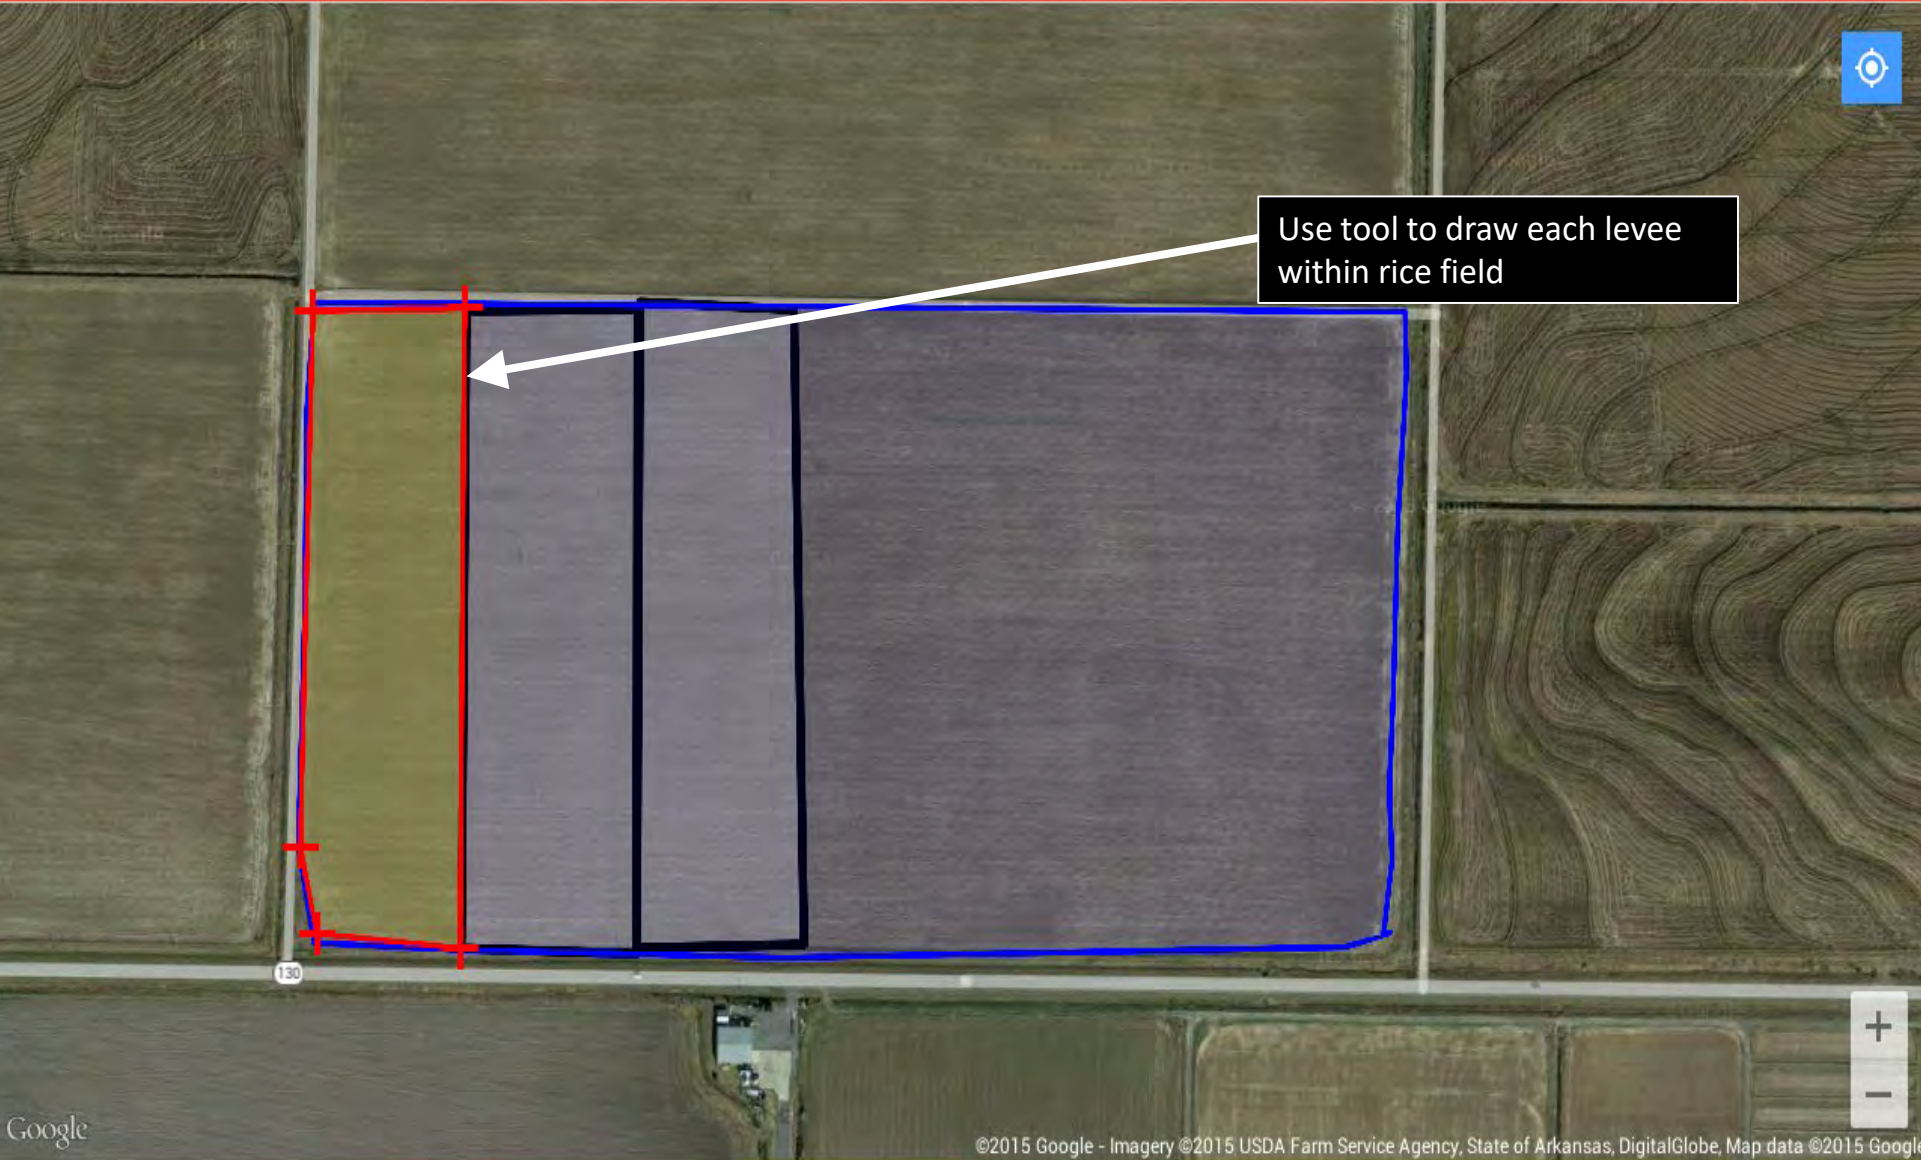 Use tool to draw each levee
within rice field
130
Google
©2015 Google - Imagery ©2015 USDA Farm Service Agency, State of Arkansas, DigitalGlobe, Map data ©2015 Google